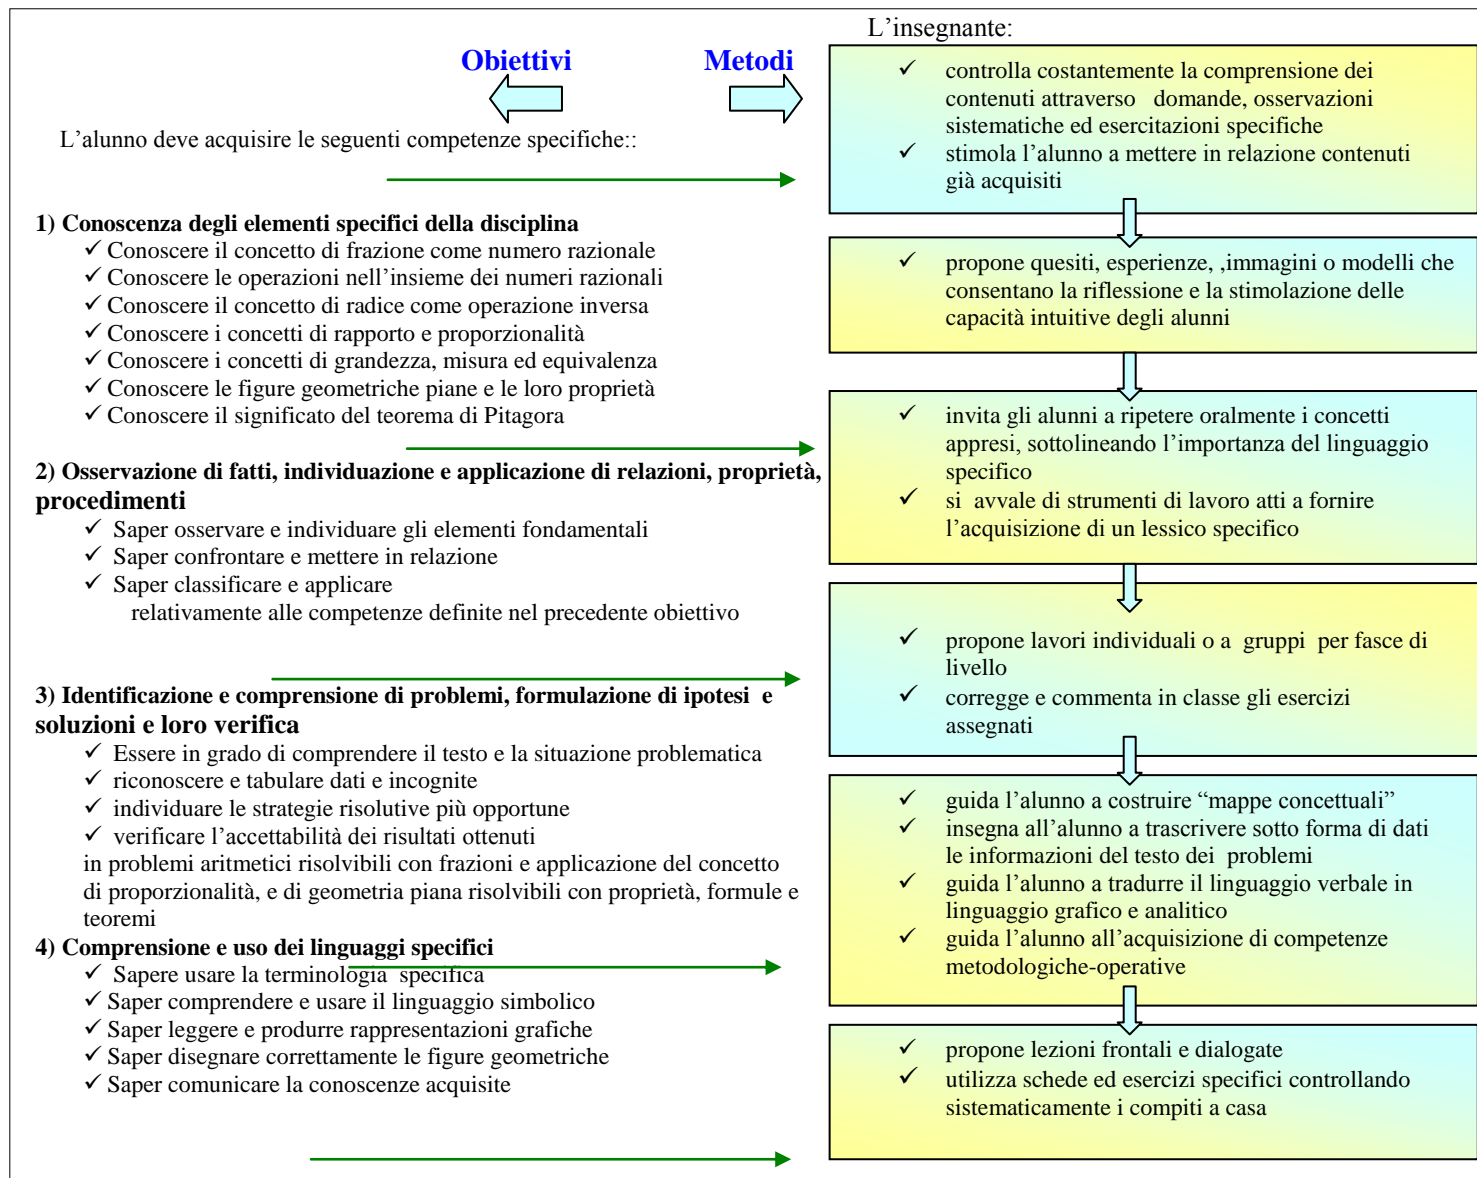 Obiettivi
Metodi
L’alunno deve acquisire le seguenti competenze specifiche::
1) Conoscenza degli elementi specifici della disciplina
✓ Conoscere il concetto di frazione come numero razionale
✓ Conoscere le operazioni nell’insieme dei numeri razionali
✓ Conoscere il concetto di radice come operazione inversa
✓ Conoscere i concetti di rapporto e proporzionalità
✓ Conoscere i concetti di grandezza, misura ed equivalenza
✓ Conoscere le figure geometriche piane e le loro proprietà
✓ Conoscere il significato del teorema di Pitagora
2) Osservazione di fatti, individuazione e applicazione di relazioni, proprietà,
procedimenti
✓ Saper osservare e individuare gli elementi fondamentali
✓ Saper confrontare e mettere in relazione
✓ Saper classificare e applicare
relativamente alle competenze definite nel precedente obiettivo
3) Identificazione e comprensione di problemi, formulazione di ipotesi e
soluzioni e loro verifica
✓ Essere in grado di comprendere il testo e la situazione problematica
✓ riconoscere e tabulare dati e incognite
✓ individuare le strategie risolutive più opportune
✓ verificare l’accettabilità dei risultati ottenuti
in problemi aritmetici risolvibili con frazioni e applicazione del concetto
di proporzionalità, e di geometria piana risolvibili con proprietà, formule e
teoremi
4) Comprensione e uso dei linguaggi specifici
✓ Sapere usare la terminologia specifica
✓ Saper comprendere e usare il linguaggio simbolico
✓ Saper leggere e produrre rappresentazioni grafiche
✓ Saper disegnare correttamente le figure geometriche
✓ Saper comunicare la conoscenze acquisite
L’insegnante:
✓ controlla costantemente la comprensione dei
contenuti attraverso domande, osservazioni
sistematiche ed esercitazioni specifiche
✓ stimola l’alunno a mettere in relazione contenuti
già acquisiti
✓ propone quesiti, esperienze, ,immagini o modelli che
consentano la riflessione e la stimolazione delle
capacità intuitive degli alunni
✓ invita gli alunni a ripetere oralmente i concetti
appresi, sottolineando l’importanza del linguaggio
specifico
✓ si avvale di strumenti di lavoro atti a fornire
l’acquisizione di un lessico specifico
✓ propone lavori individuali o a gruppi per fasce di
livello
✓ corregge e commenta in classe gli esercizi
assegnati
✓ guida l’alunno a costruire “mappe concettuali”
✓ insegna all’alunno a trascrivere sotto forma di dati
le informazioni del testo dei problemi
✓ guida l’alunno a tradurre il linguaggio verbale in
linguaggio grafico e analitico
✓ guida l’alunno all’acquisizione di competenze
metodologiche-operative
✓ propone lezioni frontali e dialogate
✓ utilizza schede ed esercizi specifici controllando
sistematicamente i compiti a casa